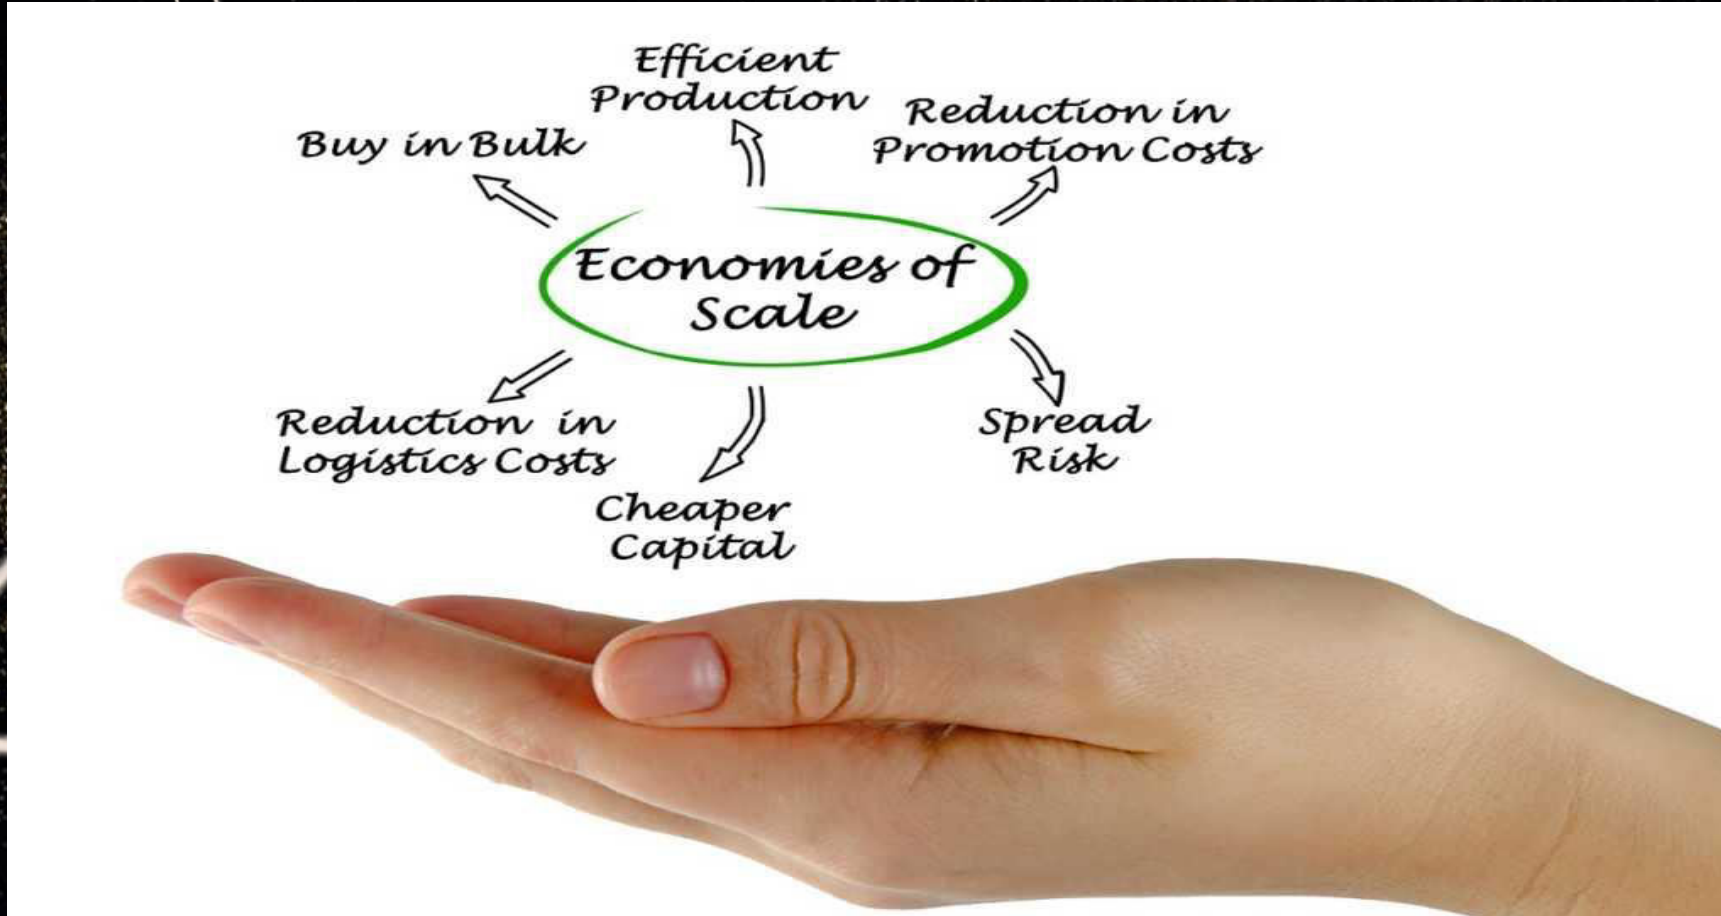 Efficient
Production
Reduction in
Promotion Costs
Buy in Bulk
Economies of
Scale
Reduction in
Logistics Costs
Spread
Risk
Cheaper
Capital